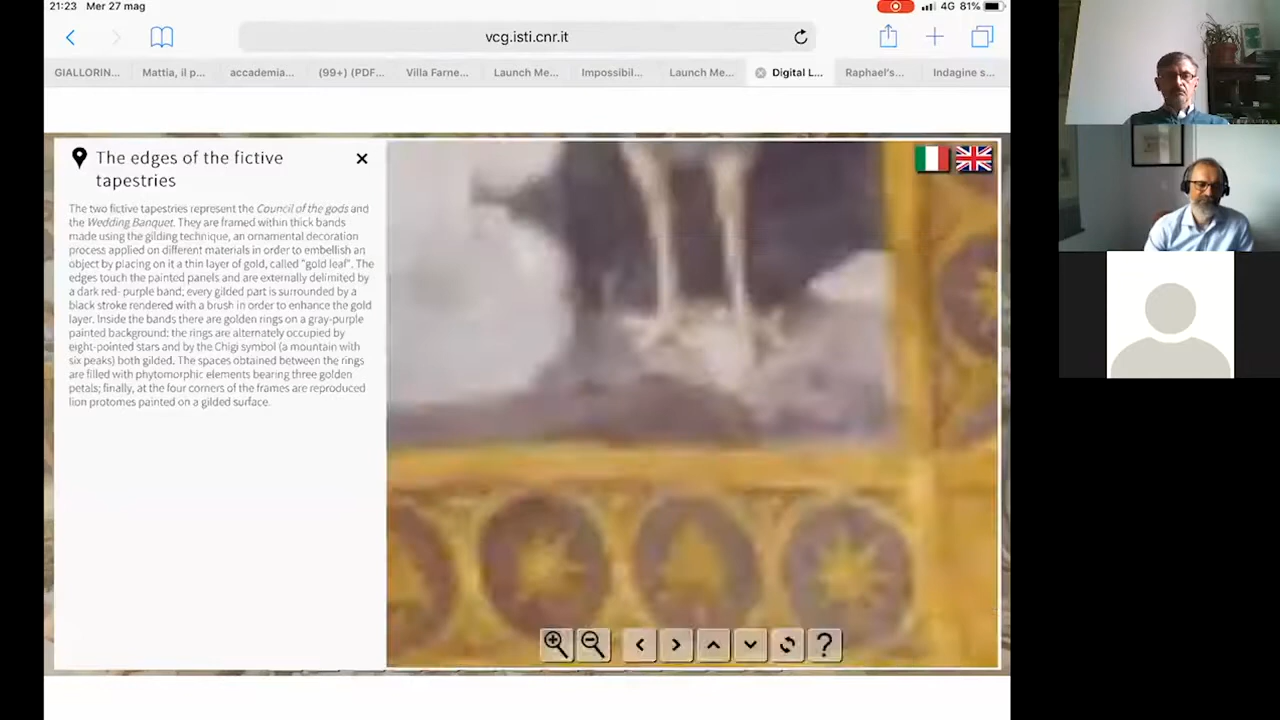 21:23 Mer 27 mag
4G 81%
vcg.isti.cnr.it
GIALLORIN... Mattia, il p... accademia... (99+) (PDF... Villa Farne... Launch Me... Impossibil... Launch Me... Digital L... Raphael's... Indagine s...
The edges of the fictive
tapestries
The two fictive tapestries represent the Council of the gods and
the Wedding Banquet. They are framed within thick bands
made using the gilding technique, an ornamental decoration
process applied on different materials in order to embellish an
object by placing on it a thin layer of gold, called "gold leaf". The
edges touch the painted panels and are externally delimited by
a dark red- purple band; every gilded part is surrounded by a
black stroke rendered with a brush in order to enhance the gold
layer. Inside the bands there are golden rings on a gray-purple
painted background: the rings are alternately occupied by
eight-pointed stars and by the Chigi symbol (a mountain with
six peaks) both gilded. The spaces obtained between the rings
are filled with phytomorphic elements bearing three golden
petals; finally, at the four corners of the frames are reproduced
lion protomes painted on a gilded surface.